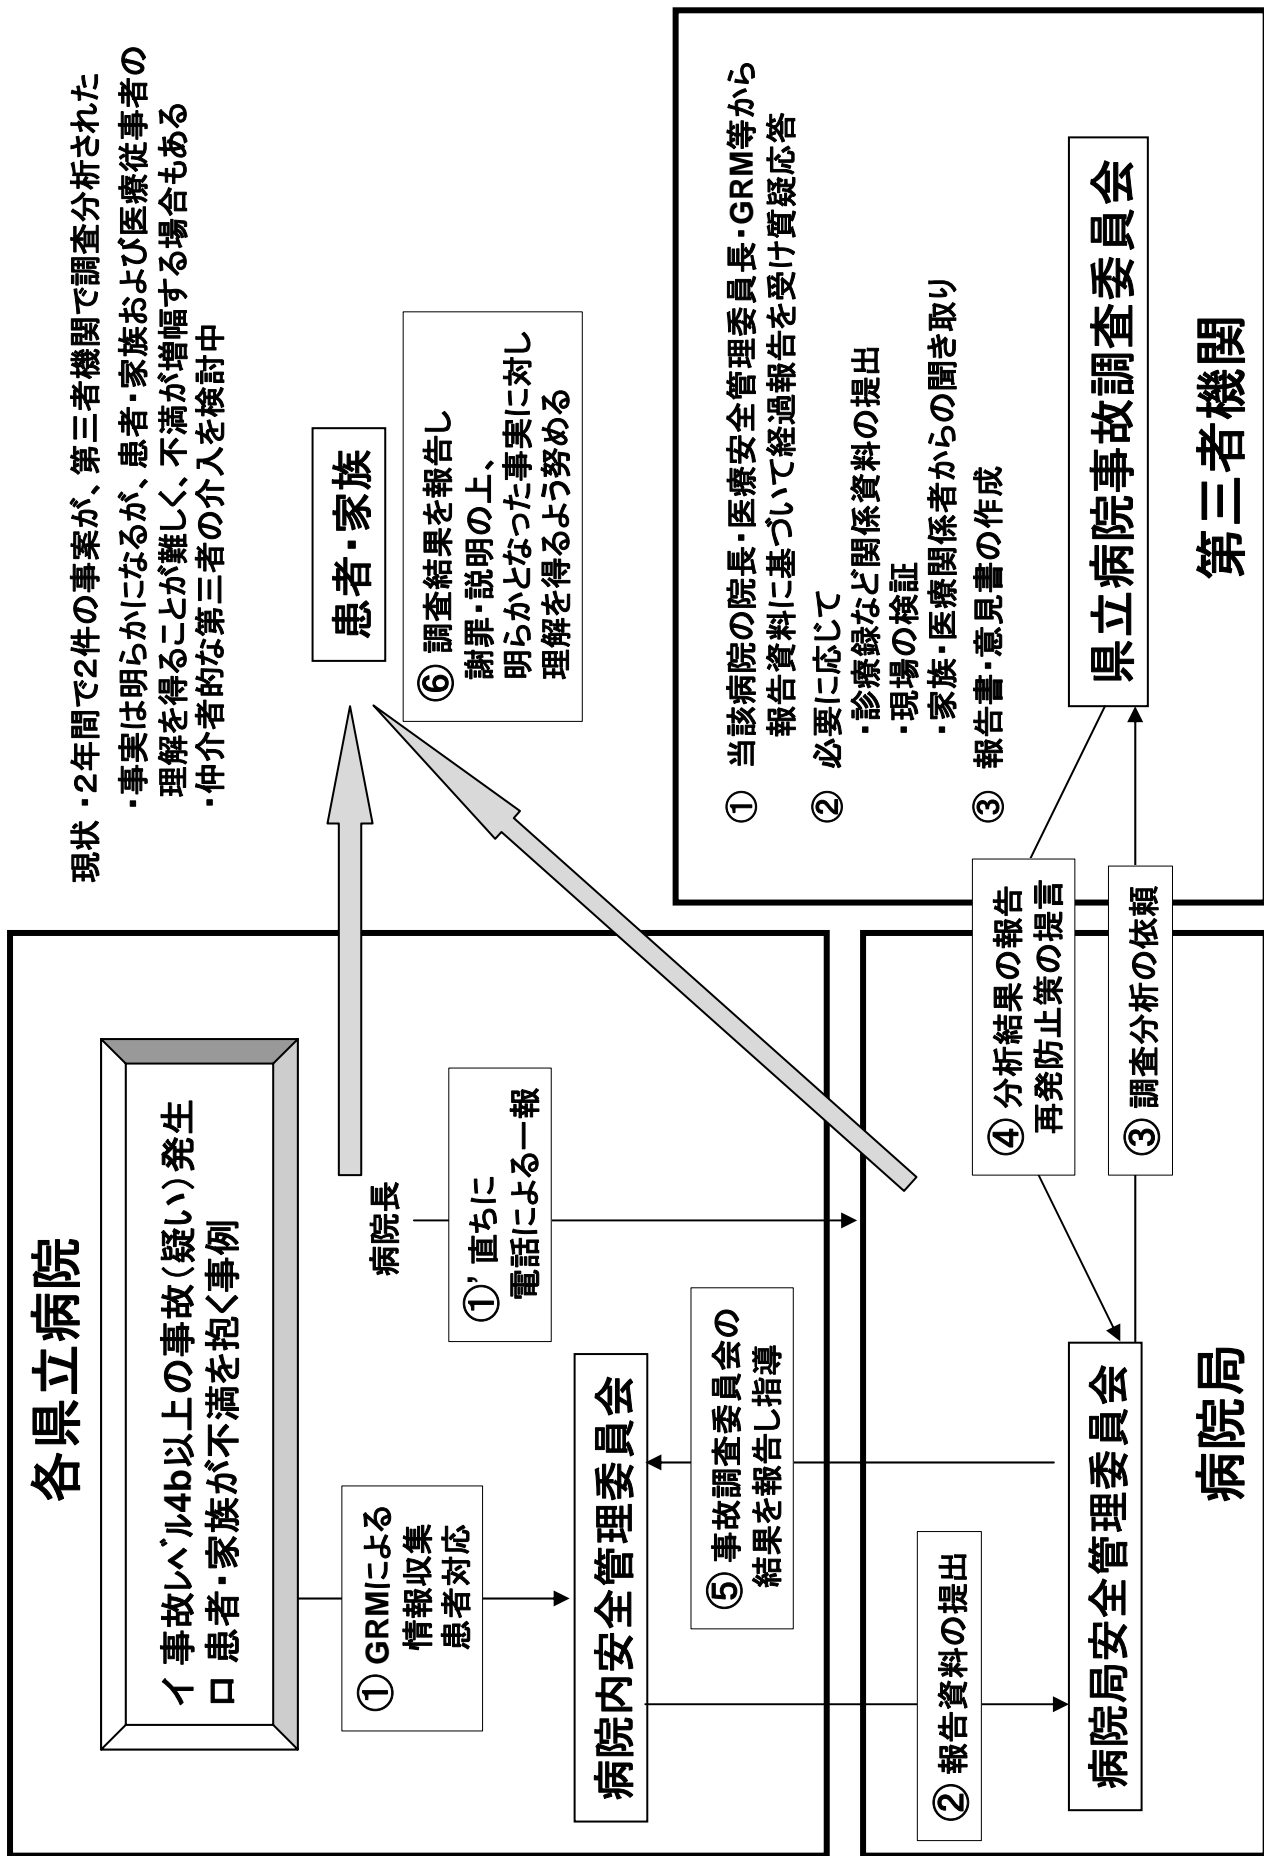 各県立病院
イ 事故レベル4b以上の事故(疑い)発生
ロ 患者・家族が不満を抱く事例
① GRMによる
情報収集
患者対応
病院内安全管理委員会
病院長
①’ 直ちに
電話による一報
⑤ 事故調査委員会の
結果を報告し指導
② 報告資料の提出
病院局安全管理委員会
病院局
④ 分析結果の報告
再発防止策の提言
③ 調査分析の依頼
現状 ・2年間で2件の事案が、第三者機関で調査分析された
・事実は明らかになるが、患者・家族および医療従事者の
理解を得ることが難しく、不満が増幅する場合もある
・仲介者的な第三者の介入を検討中
患者・家族
⑥ 調査結果を報告し
謝罪・説明の上、
明らかとなった事実に対し
理解を得るよう努める
① 当該病院の院長・医療安全管理委員長・GRM等から
報告資料に基づいて経過報告を受け質疑応答
② 必要に応じて
・診療録など関係資料の提出
・現場の検証
・家族・医療関係者からの聞き取り
③ 報告書・意見書の作成
県立病院事故調査委員会
第三者機関